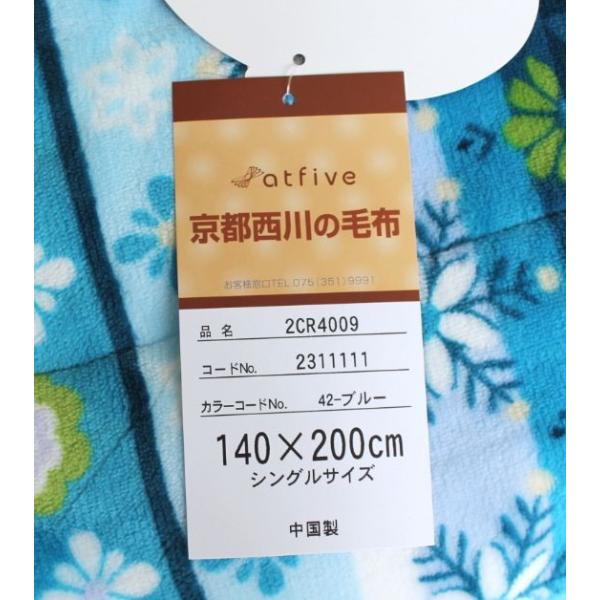 atfive
京都西川の毛布
お客様窓口TEL.075(351)9991
品名 2CR4009
コードNo. 2311111
カラーコードNo. 42-ブルー
140×200cm
シングルサイズ
中国製